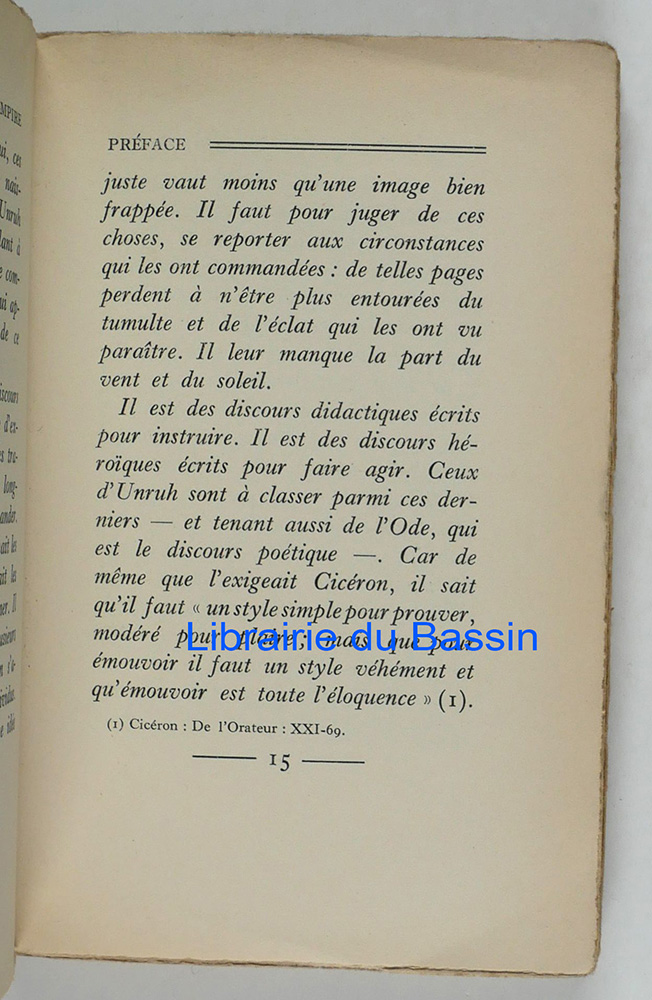 PRÉFACE
juste vaut moins qu'une image bien
frappée. Il faut pour juger de ces
choses, se reporter aux circonstances
qui les ont commandées : de telles pages
perdent à n'être plus entourées du
tumulte et de l'éclat qui les ont vu
paraître. Il leur manque la part du
vent et du soleil.
Il est des discours didactiques écrits
pour instruire. Il est des discours hé-
roïques écrits pour faire agir. Ceux
d'Unruh sont à classer parmi ces der-
niers — et tenant aussi de l'Ode, qui
est le discours poétique —. Car de
même que l'exigeait Cicéron, il sait
qu'il faut « un style simple pour prouver,
modéré pour plaire ; mais que pour
émouvoir il faut un style véhément et
qu'émouvoir est toute l'éloquence » (1).
(1) Cicéron : De l'Orateur : XXI-69.
15
Librairie du Bassin